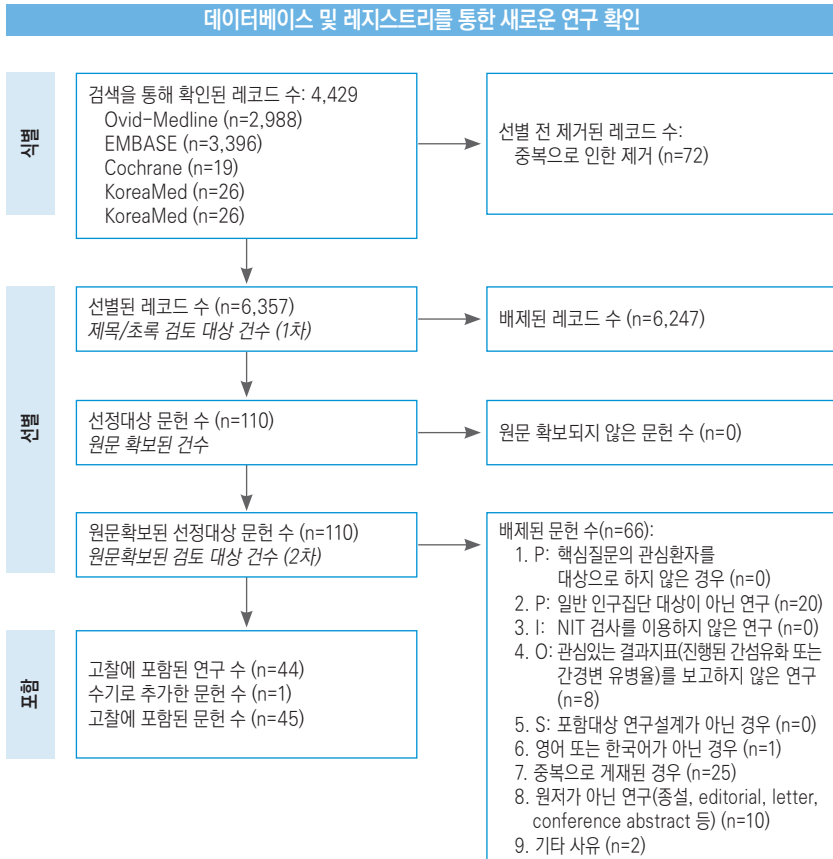 데이터베이스 및 레지스트리를 통한 새로운 연구 확인
식별
검색을 통해 확인된 레코드 수: 4,429
Ovid-Medline (n=2,988)
EMBASE (n=3,396)
Cochrane (n=19)
KoreaMed (n=26)
KoreaMed (n=26)
선별 전 제거된 레코드 수:
중복으로 인한 제거 (n=72)
선별
선별된 레코드 수 (n=6,357)
제목/초록 검토 대상 건수 (1차)
배제된 레코드 수 (n=6,247)
선정대상 문헌 수 (n=110)
원문 확보된 건수
원문 확보되지 않은 문헌 수 (n=0)
원문확보된 선정대상 문헌 수 (n=110)
원문확보된 검토 대상 건수 (2차)
배제된 문헌 수(n=66):
1. P: 핵심질문의 관심환자를
대상으로 하지 않은 경우 (n=0)
2. P: 일반 인구집단 대상이 아닌 연구 (n=20)
3. I: NIT 검사를 이용하지 않은 연구 (n=0)
4. O: 관심있는 결과지표(진행된 간섬유화 또는
간경변 유병율)를 보고하지 않은 연구
(n=8)
5. S: 포함대상 연구설계가 아닌 경우 (n=0)
6. 영어 또는 한국어가 아닌 경우 (n=1)
7. 중복으로 게재된 경우 (n=25)
8. 원저가 아닌 연구(종설, editorial, letter,
conference abstract 등) (n=10)
9. 기타 사유 (n=2)
포함
고찰에 포함된 연구 수 (n=44)
수기로 추가한 문헌 수 (n=1)
고찰에 포함된 문헌 수 (n=45)